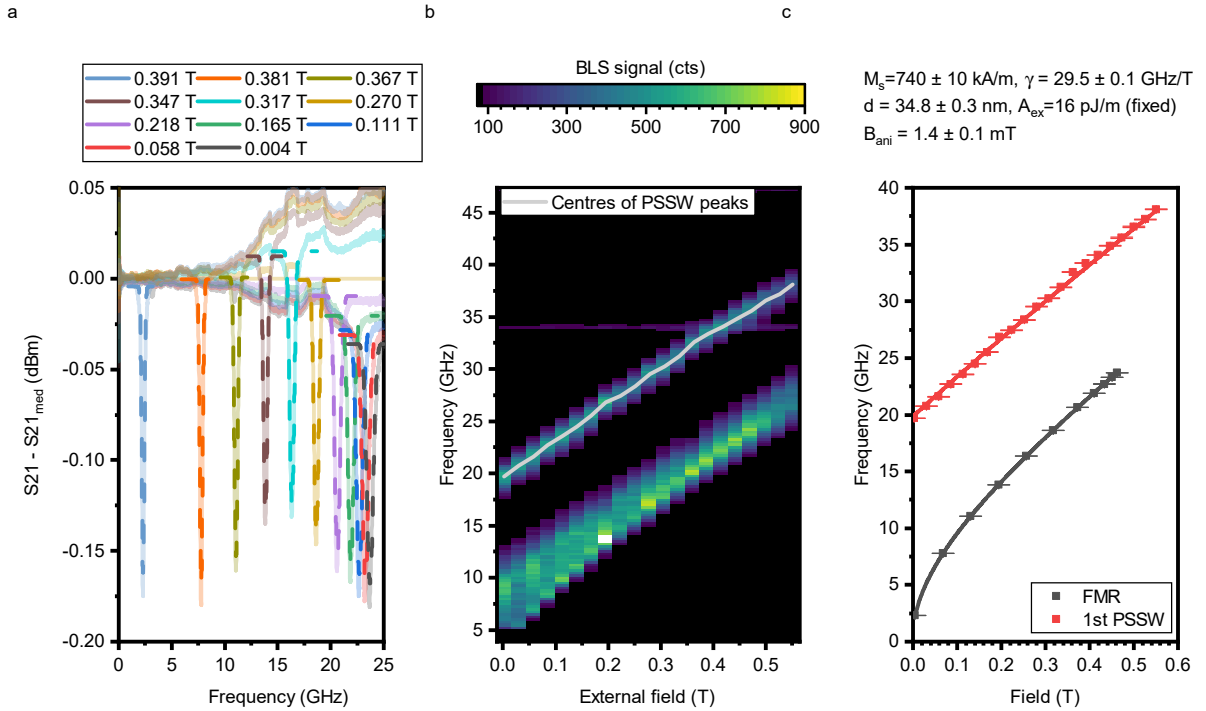 a
b
c
0.391 T 0.381 T 0.367 T
0.347 T 0.317 T 0.270 T
0.218 T 0.165 T 0.111 T
0.058 T 0.004 T
0.05
0.00
-0.05
-0.10
-0.15
-0.20
S21 - S21med (dBm)
0 5 10 15 20 25
Frequency (GHz)
BLS signal (cts)
100 300 500 700 900
Centres of PSSW peaks
45
40
35
30
25
20
15
10
5
Frequency (GHz)
0.0 0.1 0.2 0.3 0.4 0.5
External field (T)
Ms=740 ± 10 kA/m, γ = 29.5 ± 0.1 GHz/T
d = 34.8 ± 0.3 nm, Aex=16 pJ/m (fixed)
Bani = 1.4 ± 0.1 mT
40
35
30
25
20
15
10
5
0
Frequency (GHz)
FMR
1st PSSW
0.0 0.1 0.2 0.3 0.4 0.5 0.6
Field (T)